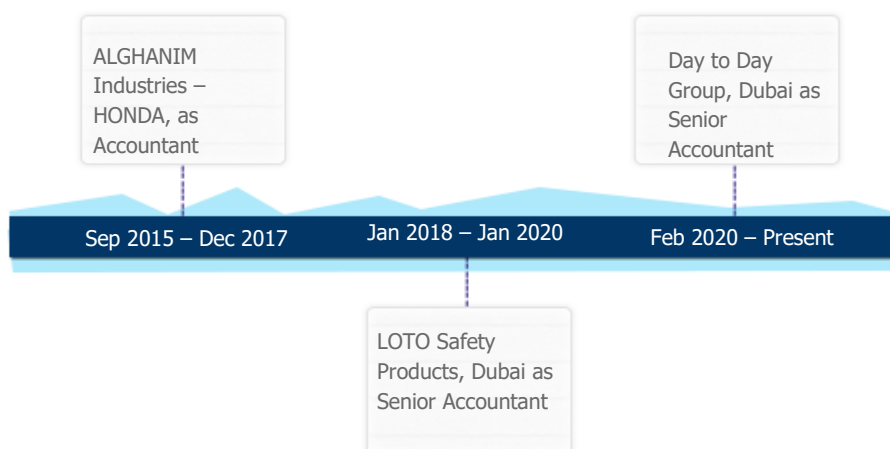 ALGHANIM
Industries –
HONDA, as
Accountant
Day to Day
Group, Dubai as
Senior
Accountant
Sep 2015 – Dec 2017
Jan 2018 – Jan 2020
Feb 2020 – Present
LOTO Safety
Products, Dubai as
Senior Accountant